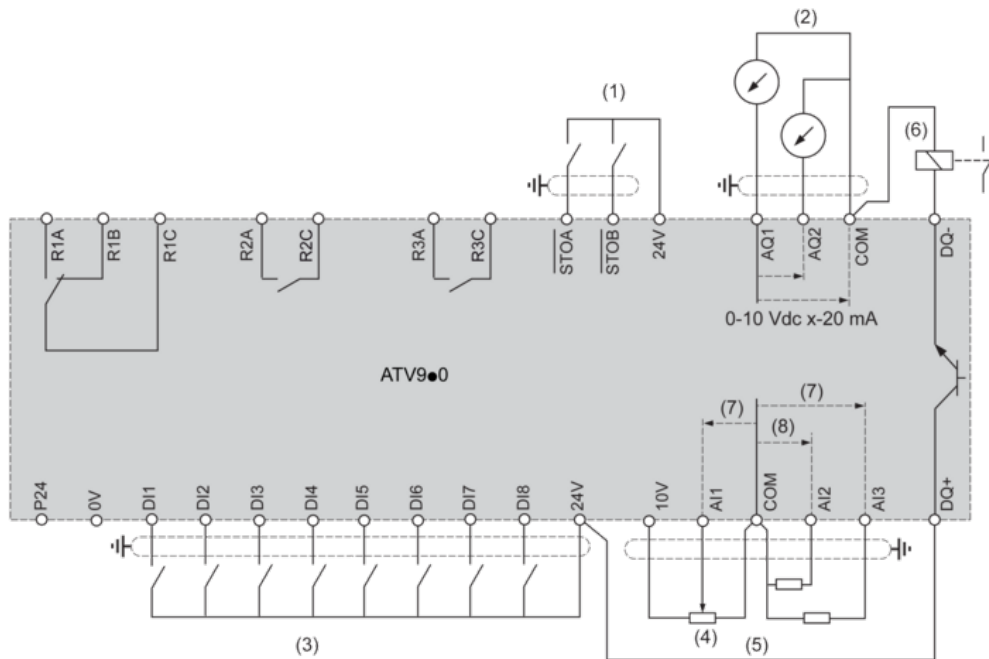 (2)
(1)
(6)
R1A
R1B
R1C
R2A
R2C
R3A
R3C
STOA
STOB
24V
AQ1
AQ2
COM
DQ-
0-10 Vdc x-20 mA
ATV9●0
(7)
(7)
(8)
P24
0V
DI1
DI2
DI3
DI4
DI5
DI6
DI7
DI8
24V
10V
AI1
COM
AI2
AI3
DQ+
(3)
(4)
(5)